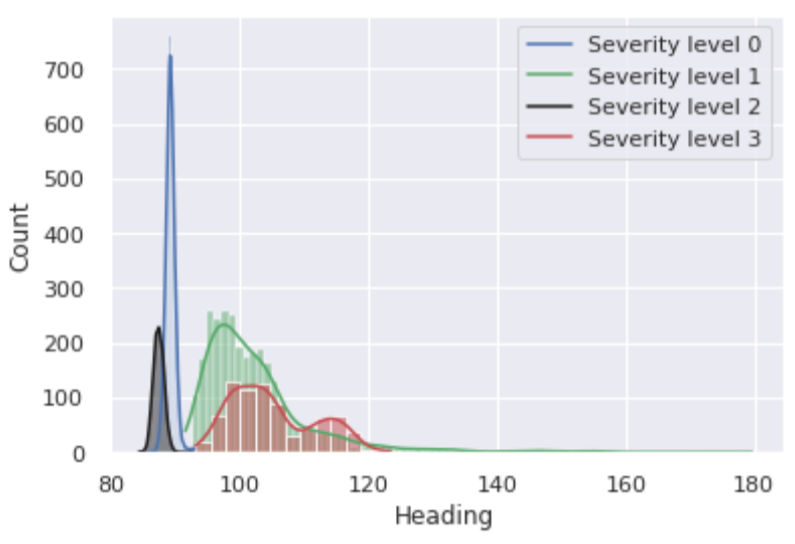 Severity level 0
Severity level 1
Severity level 2
Severity level 3
700
600
500
400
300
200
100
0
Count
80 100 120 140 160 180
Heading